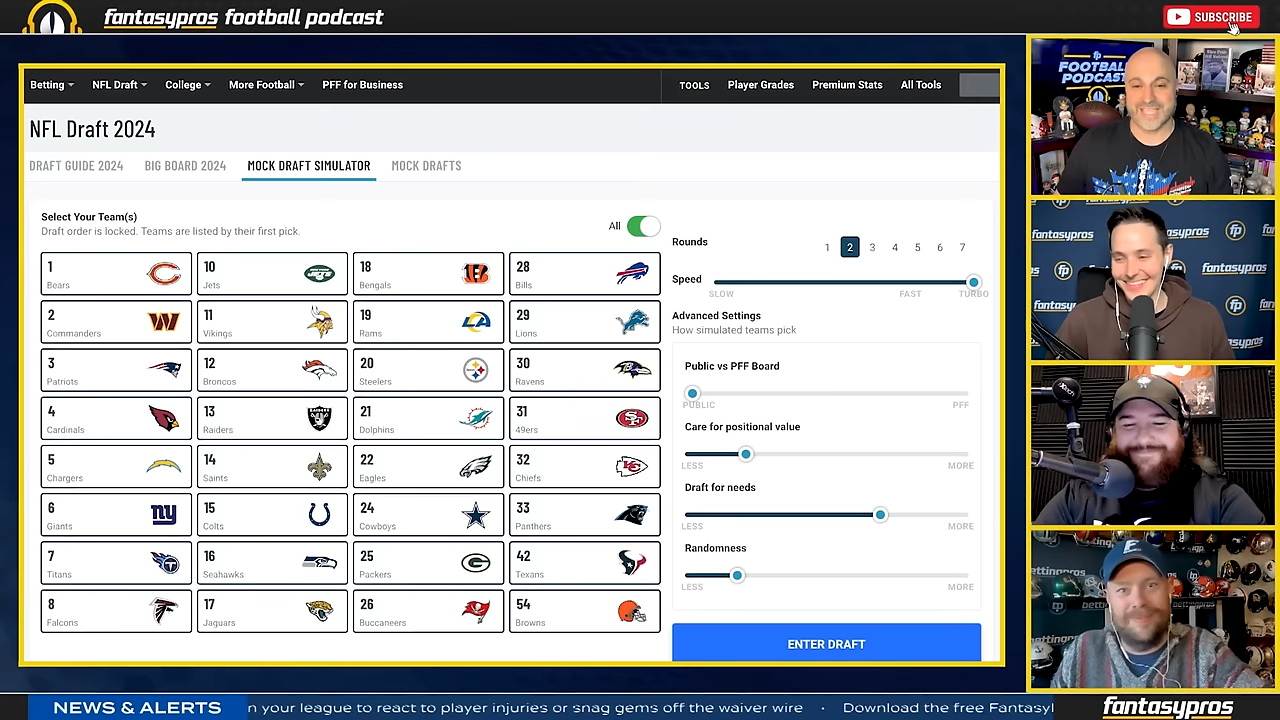 fantasypros football podcast
SUBSCRIBE
Betting
NFL Draft
College
More Football
PFF for Business
TOOLS
Player Grades
Premium Stats
All Tools
NFL Draft 2024
DRAFT GUIDE 2024
BIG BOARD 2024
MOCK DRAFT SIMULATOR
MOCK DRAFTS
Select Your Team(s)
Draft order is locked. Teams are listed by their first pick.
All
1
Bears
10
Jets
18
Bengals
28
Bills
2
Commanders
11
Vikings
19
Rams
29
Lions
3
Patriots
12
Broncos
20
Steelers
30
Ravens
4
Cardinals
13
Raiders
21
Dolphins
31
49ers
5
Chargers
14
Saints
22
Eagles
32
Chiefs
6
Giants
ny
15
Colts
24
Cowboys
33
Panthers
7
Titans
16
Seahawks
25
Packers
42
Texans
8
Falcons
17
Jaguars
26
Buccaneers
54
Browns
Rounds
1 2 3 4 5 6 7
Speed
SLOW
FAST
TURBO
Advanced Settings
How simulated teams pick
Public vs PFF Board
PUBLIC
PFF
Care for positional value
LESS
MORE
Draft for needs
LESS
MORE
Randomness
LESS
MORE
ENTER DRAFT
fp
FOOTBALL
PODCAST
fantasypros
fp
NEWS & ALERTS
n your league to react to player injuries or snag gems off the waiver wire · Download the free Fantasy
fantasypros